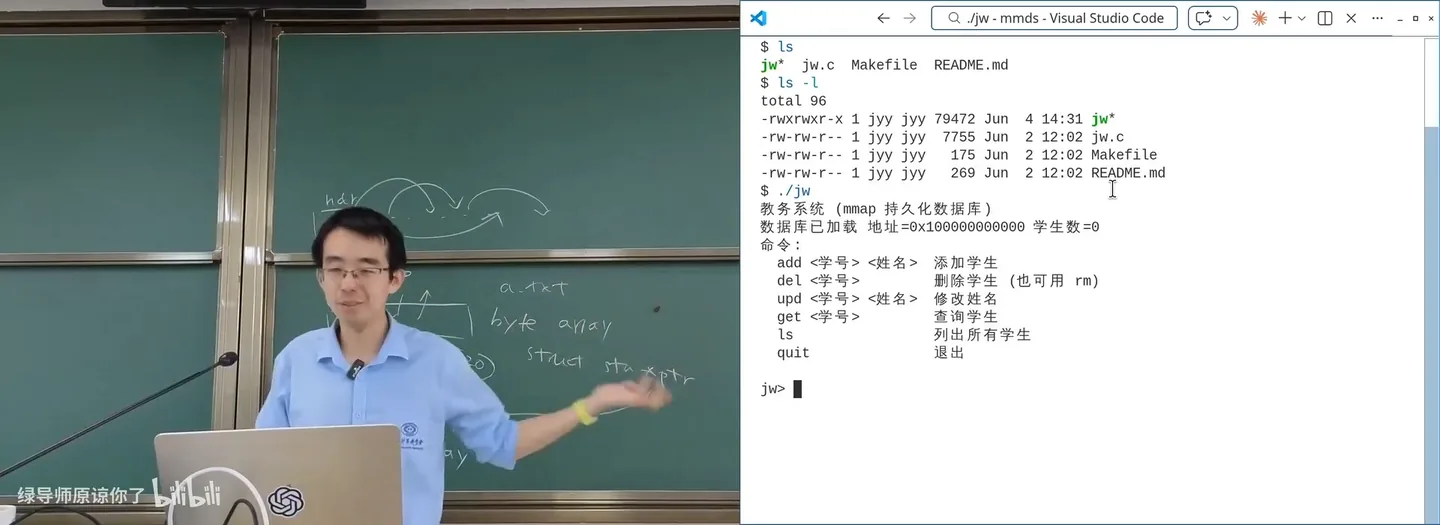 hdr
a.txt
byte array
struct stu *ptr
绿导师原谅你了 bilibili
./jw - mmds - Visual Studio Code
$ ls
jw*  jw.c  Makefile  README.md
$ ls -l
total 96
-rwxrwxr-x 1 jyy jyy 79472 Jun  4 14:31 jw*
-rw-rw-r-- 1 jyy jyy  7755 Jun  2 12:02 jw.c
-rw-rw-r-- 1 jyy jyy   175 Jun  2 12:02 Makefile
-rw-rw-r-- 1 jyy jyy   269 Jun  2 12:02 README.md
$ ./jw
教务系统 (mmap 持久化数据库)
数据库已加载 地址=0x100000000000 学生数=0
命令:
add <学号> <姓名>  添加学生
del <学号>         删除学生 (也可用 rm)
upd <学号> <姓名>  修改姓名
get <学号>         查询学生
ls                 列出所有学生
quit               退出
jw>